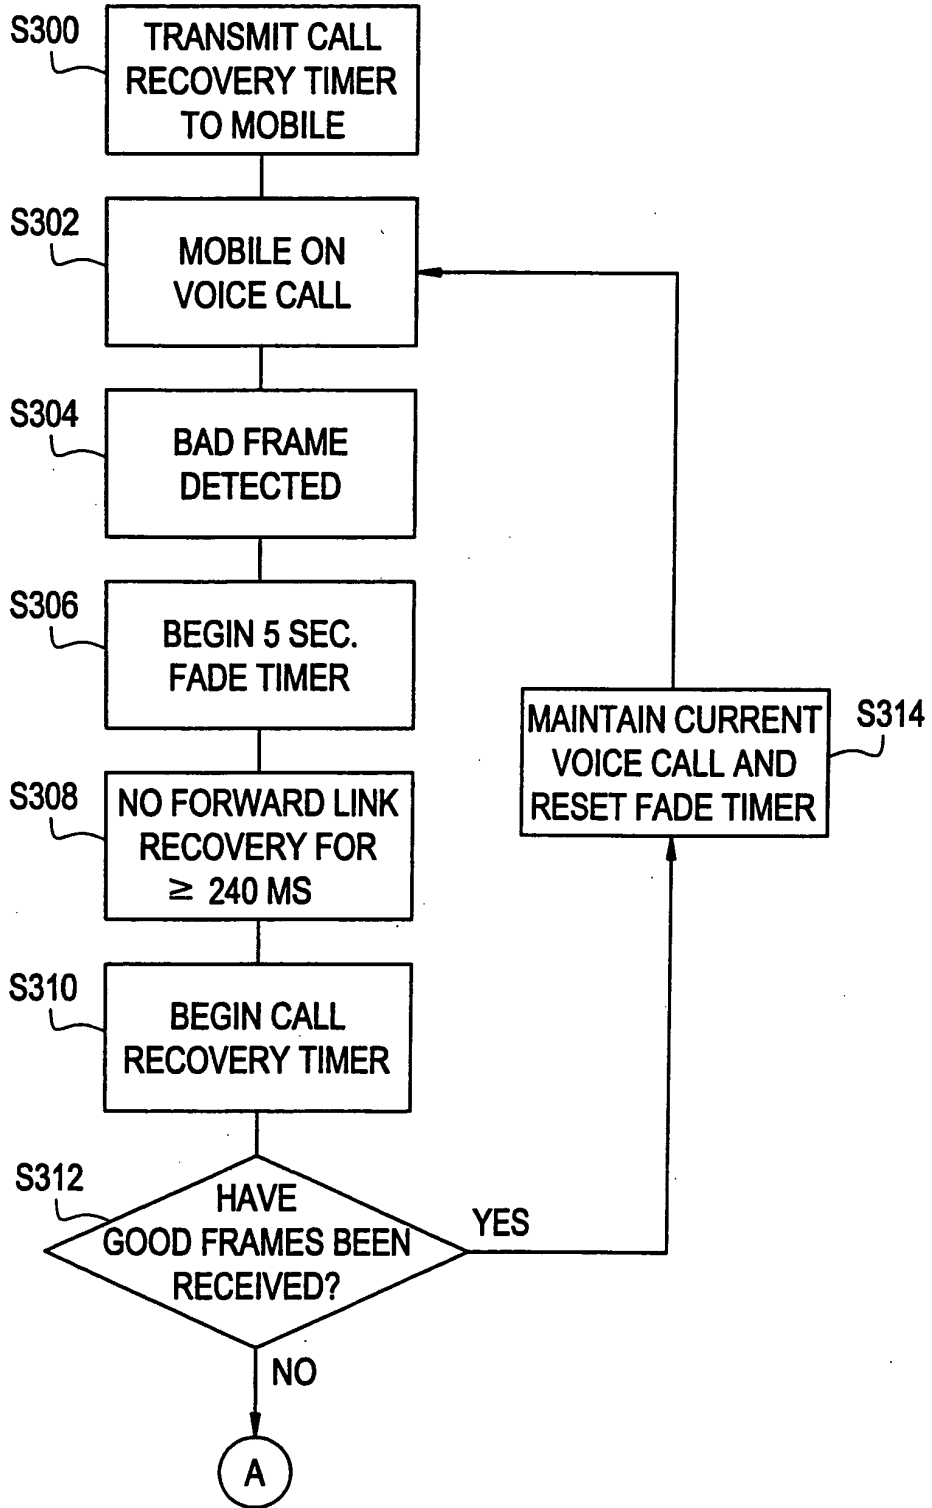 S300
TRANSMIT CALL
RECOVERY TIMER
TO MOBILE
S302
MOBILE ON
VOICE CALL
S304
BAD FRAME
DETECTED
S306
BEGIN 5 SEC.
FADE TIMER
S314
MAINTAIN CURRENT
VOICE CALL AND
RESET FADE TIMER
S308
NO FORWARD LINK
RECOVERY FOR
≥ 240 MS
S310
BEGIN CALL
RECOVERY TIMER
S312
HAVE
GOOD FRAMES BEEN
RECEIVED?
YES
NO
A